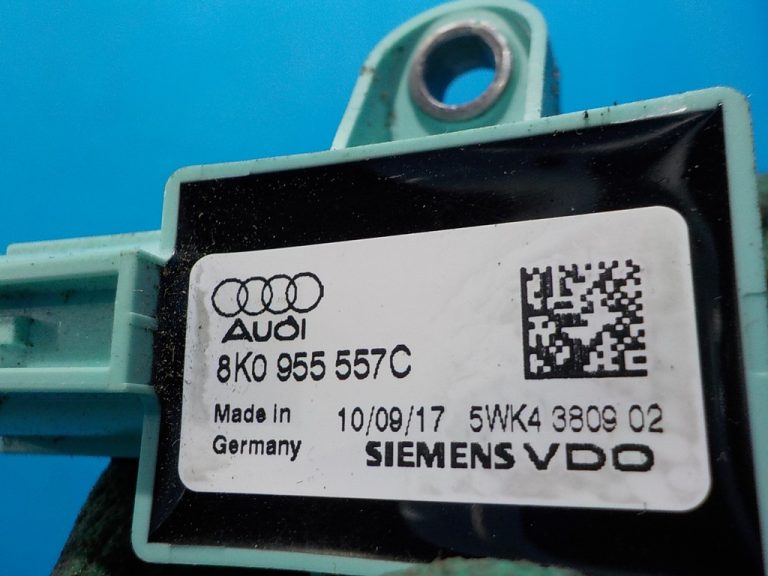 AUDI
8K0 955 557C
Made in
Germany
10/09/17 5WK4 3809 02
SIEMENS VDO